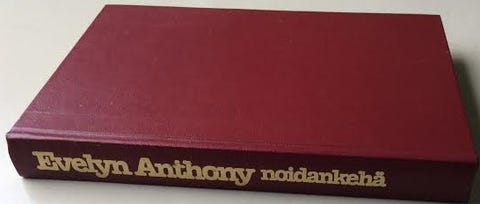 Evelyn Anthony noidankehä